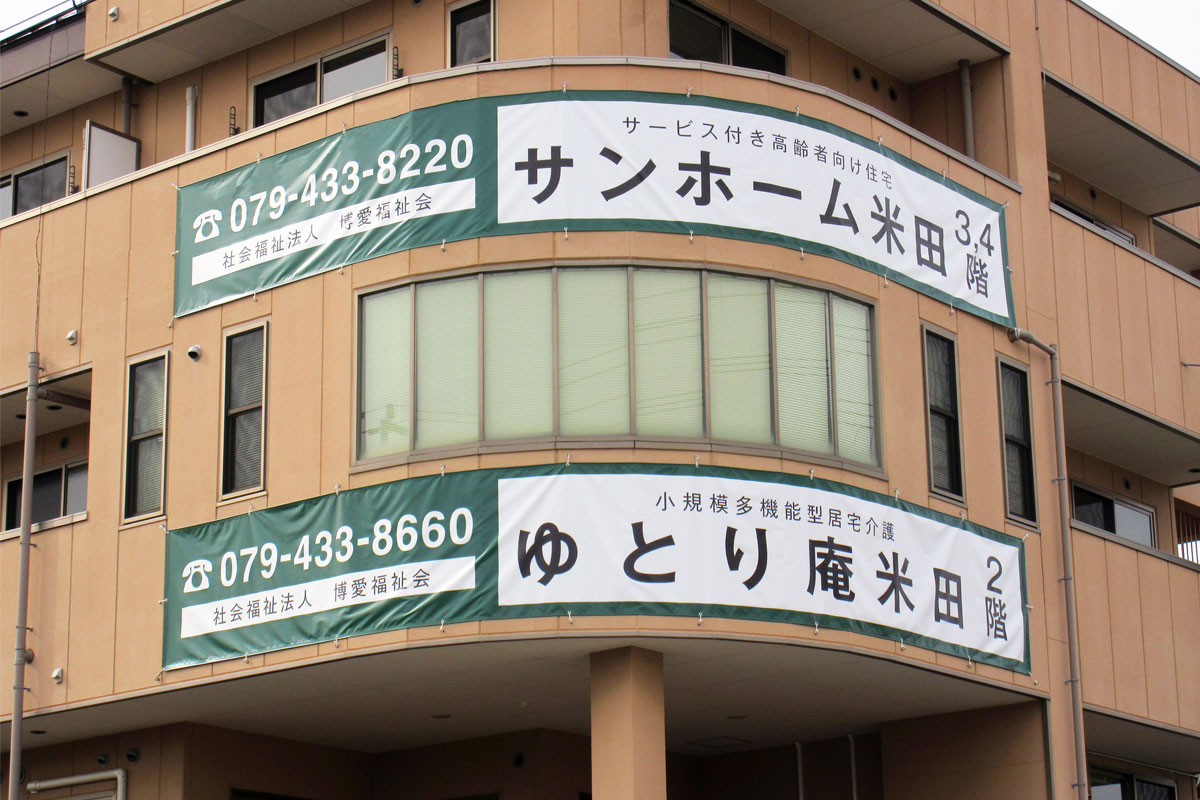 ☎079-433-8220
社会福祉法人 博愛福祉会
サービス付き高齢者向け住宅
サンホーム米田
3,4
階
☎079-433-8660
社会福祉法人 博愛福祉会
小規模多機能型居宅介護
ゆとり庵米田
2
階